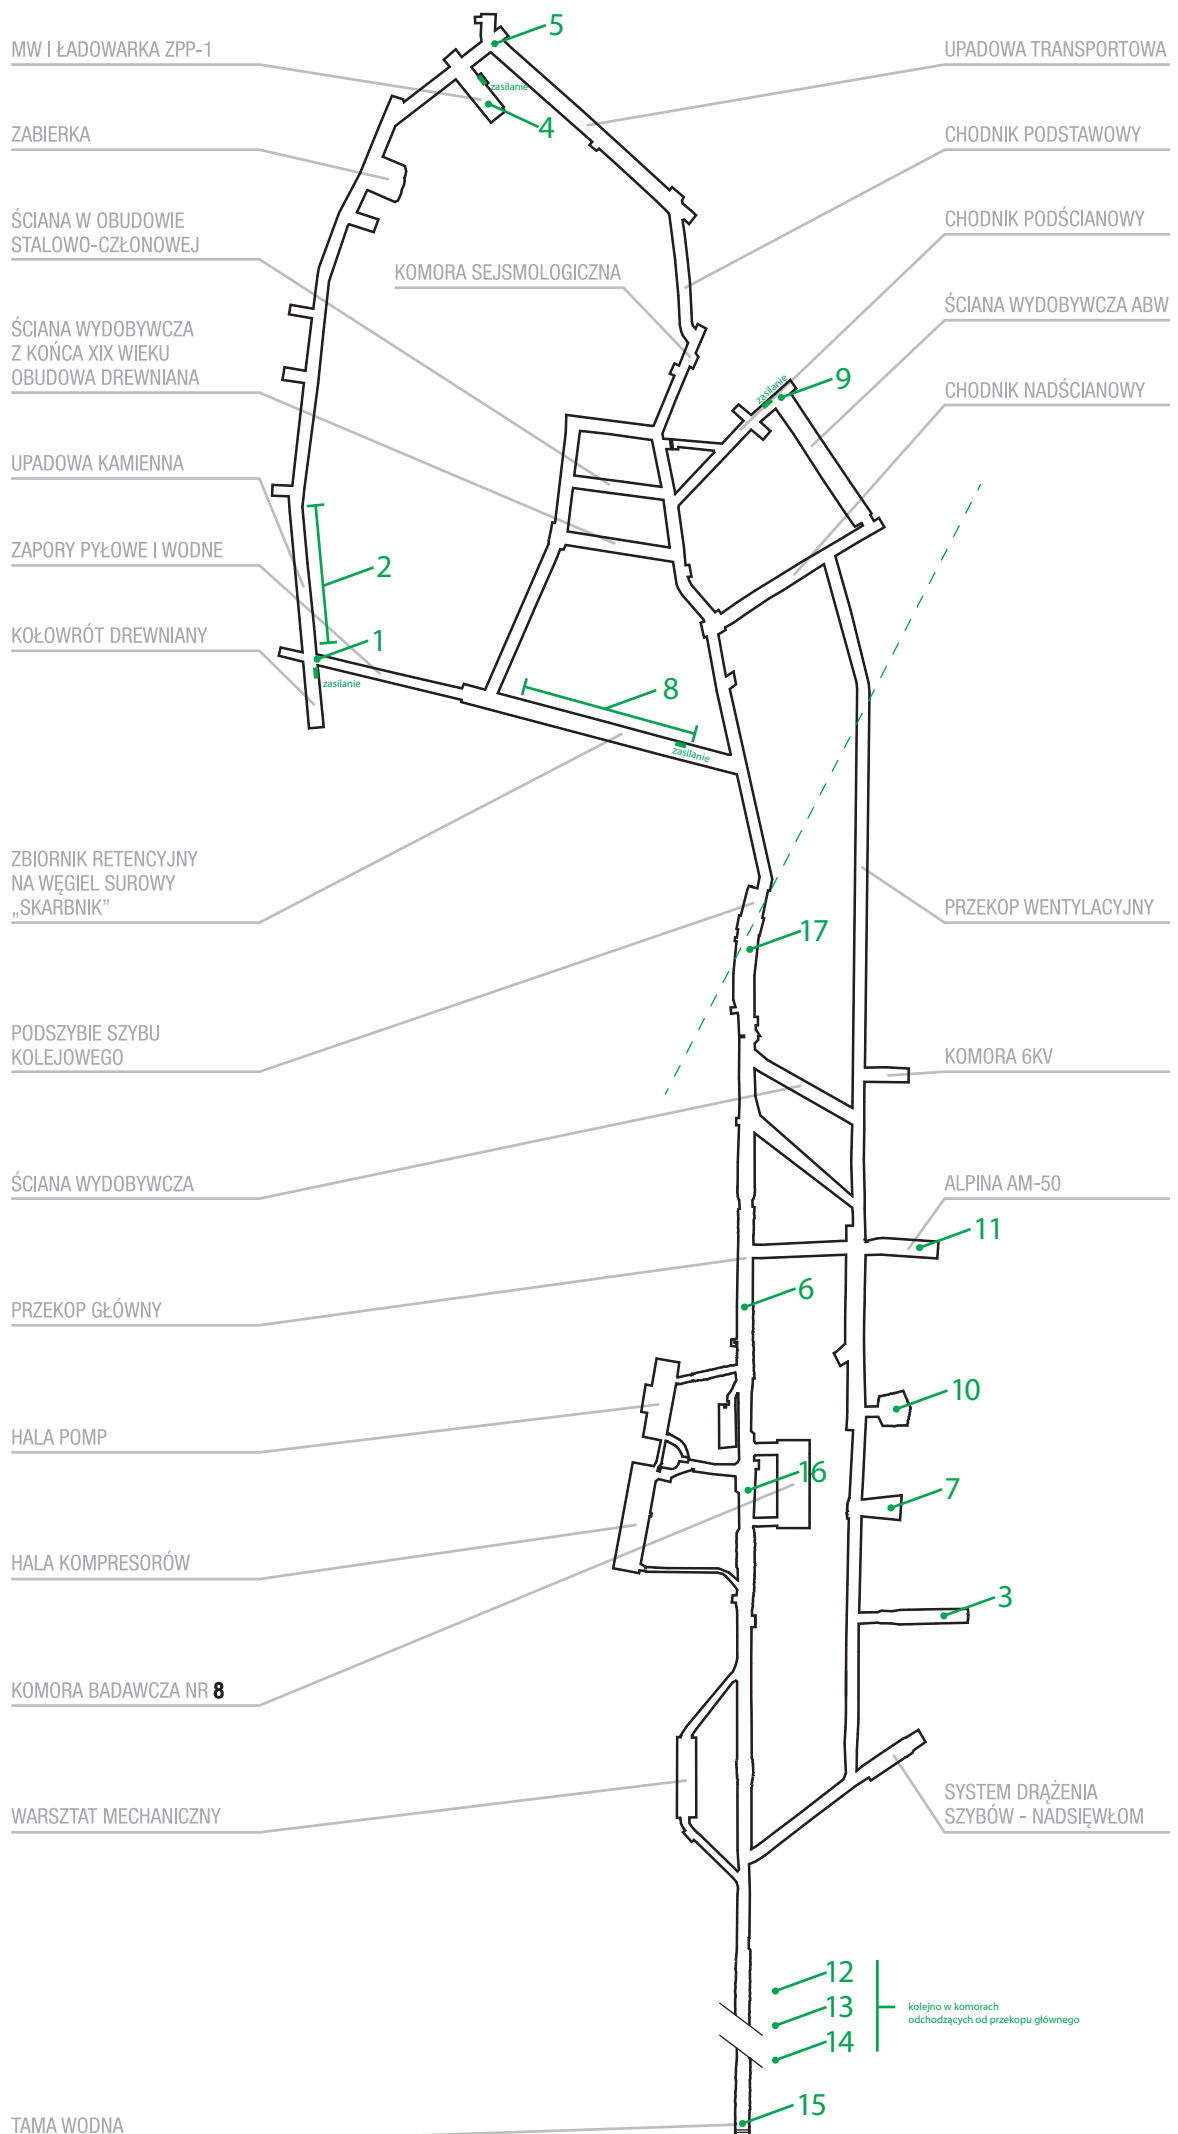 5
MW I ŁADOWARKA ZPP-1
UPADOWA TRANSPORTOWA
zasilanie
4
ZABIERKA
CHODNIK PODSTAWOWY
ŚCIANA W OBUDOWIE
STALOWO-CZŁONOWEJ
CHODNIK PODŚCIANOWY
KOMORA SEJSMOLOGICZNA
ŚCIANA WYDOBYWCZA ABW
ŚCIANA WYDOBYWCZA
Z KOŃCA XIX WIEKU
OBUDOWA DREWNIANA
zasilanie
9
CHODNIK NADŚCIANOWY
UPADOWA KAMIENNA
ZAPORY PYŁOWE I WODNE
2
KOŁOWRÓT DREWNIANY
1
zasilanie
8
zasilanie
ZBIORNIK RETENCYJNY
NA WĘGIEL SUROWY
„SKARBNIK”
PRZEKOP WENTYLACYJNY
17
PODSZYBIE SZYBU
KOLEJOWEGO
KOMORA 6KV
ŚCIANA WYDOBYWCZA
ALPINA AM-50
11
PRZEKOP GŁÓWNY
6
10
HALA POMP
16
7
HALA KOMPRESORÓW
3
KOMORA BADAWCZA NR 8
WARSZTAT MECHANICZNY
SYSTEM DRĄŻENIA
SZYBÓW - NADSIĘWŁOM
12
13
14
kolejno w komorach
odchodzących od przekopu głównego
15
TAMA WODNA